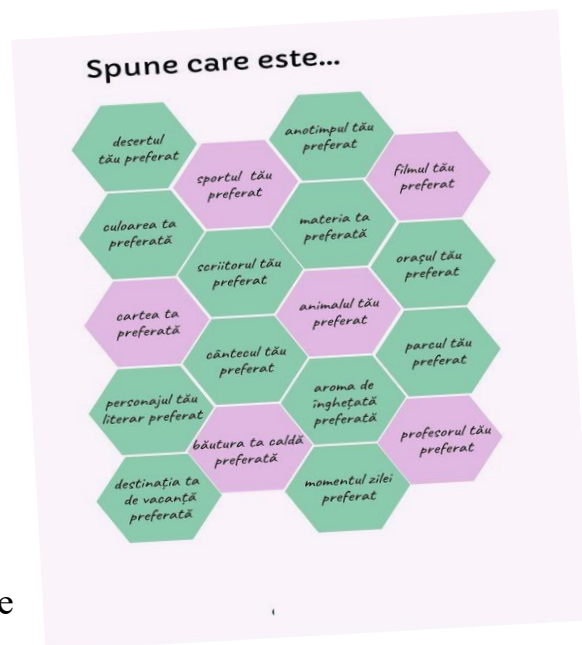 Spune care este...
desertul
tău preferat
anotimpul tău
preferat
sportul tău
preferat
filmul tău
preferat
culoarea ta
preferată
materia ta
preferată
scriitorul tău
preferat
orașul tău
preferat
cartea ta
preferată
animalul tău
preferat
cântecul tău
preferat
parcul tău
preferat
personajul tău
literar preferat
aroma de
înghețată
preferată
băutura ta caldă
preferată
profesorul tău
preferat
destinația ta
de vacanță
preferată
momentul zilei
preferat
e